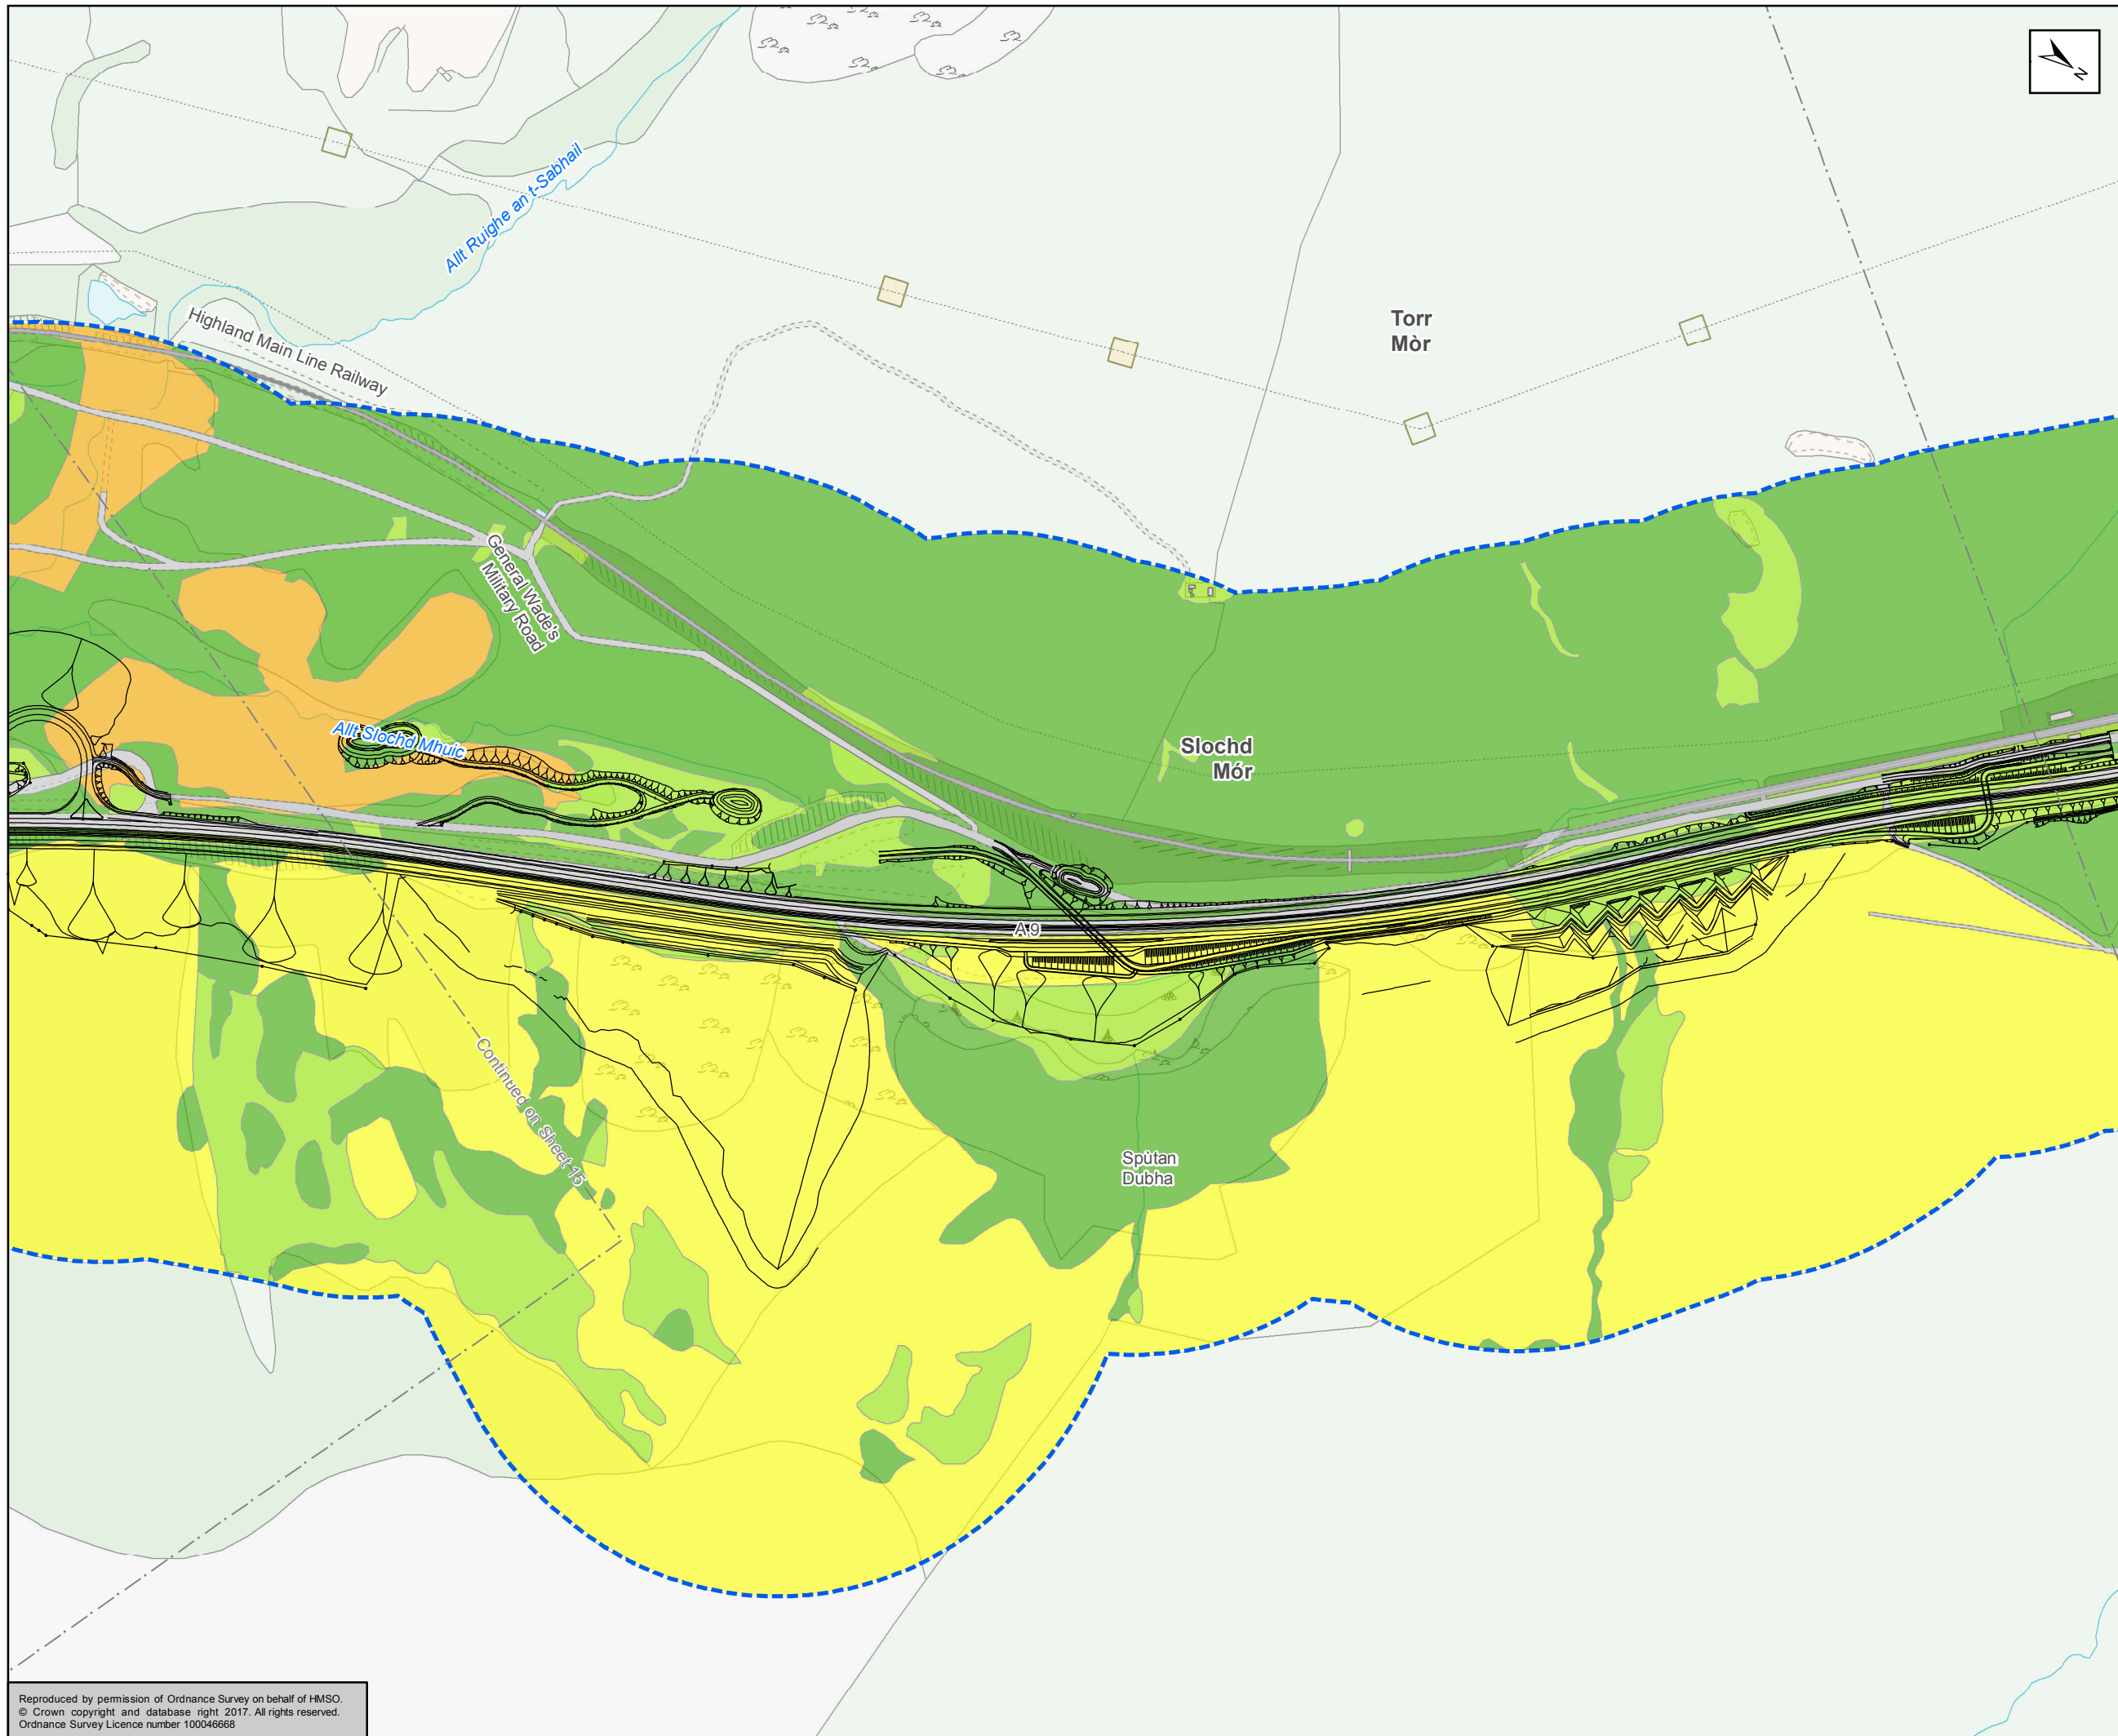 N
Allt Ruighe an t-Sabhail
Torr
Mòr
Highland Main Line Railway
General Wade's
Military Road
Allt Slochd Mhuic
Slochd
Mór
A 9
Continued on Sheet 15
Spùtan
Dubha
Reproduced by permission of Ordnance Survey on behalf of HMSO.
© Crown copyright and database right 2017. All rights reserved.
Ordnance Survey Licence number 100046668